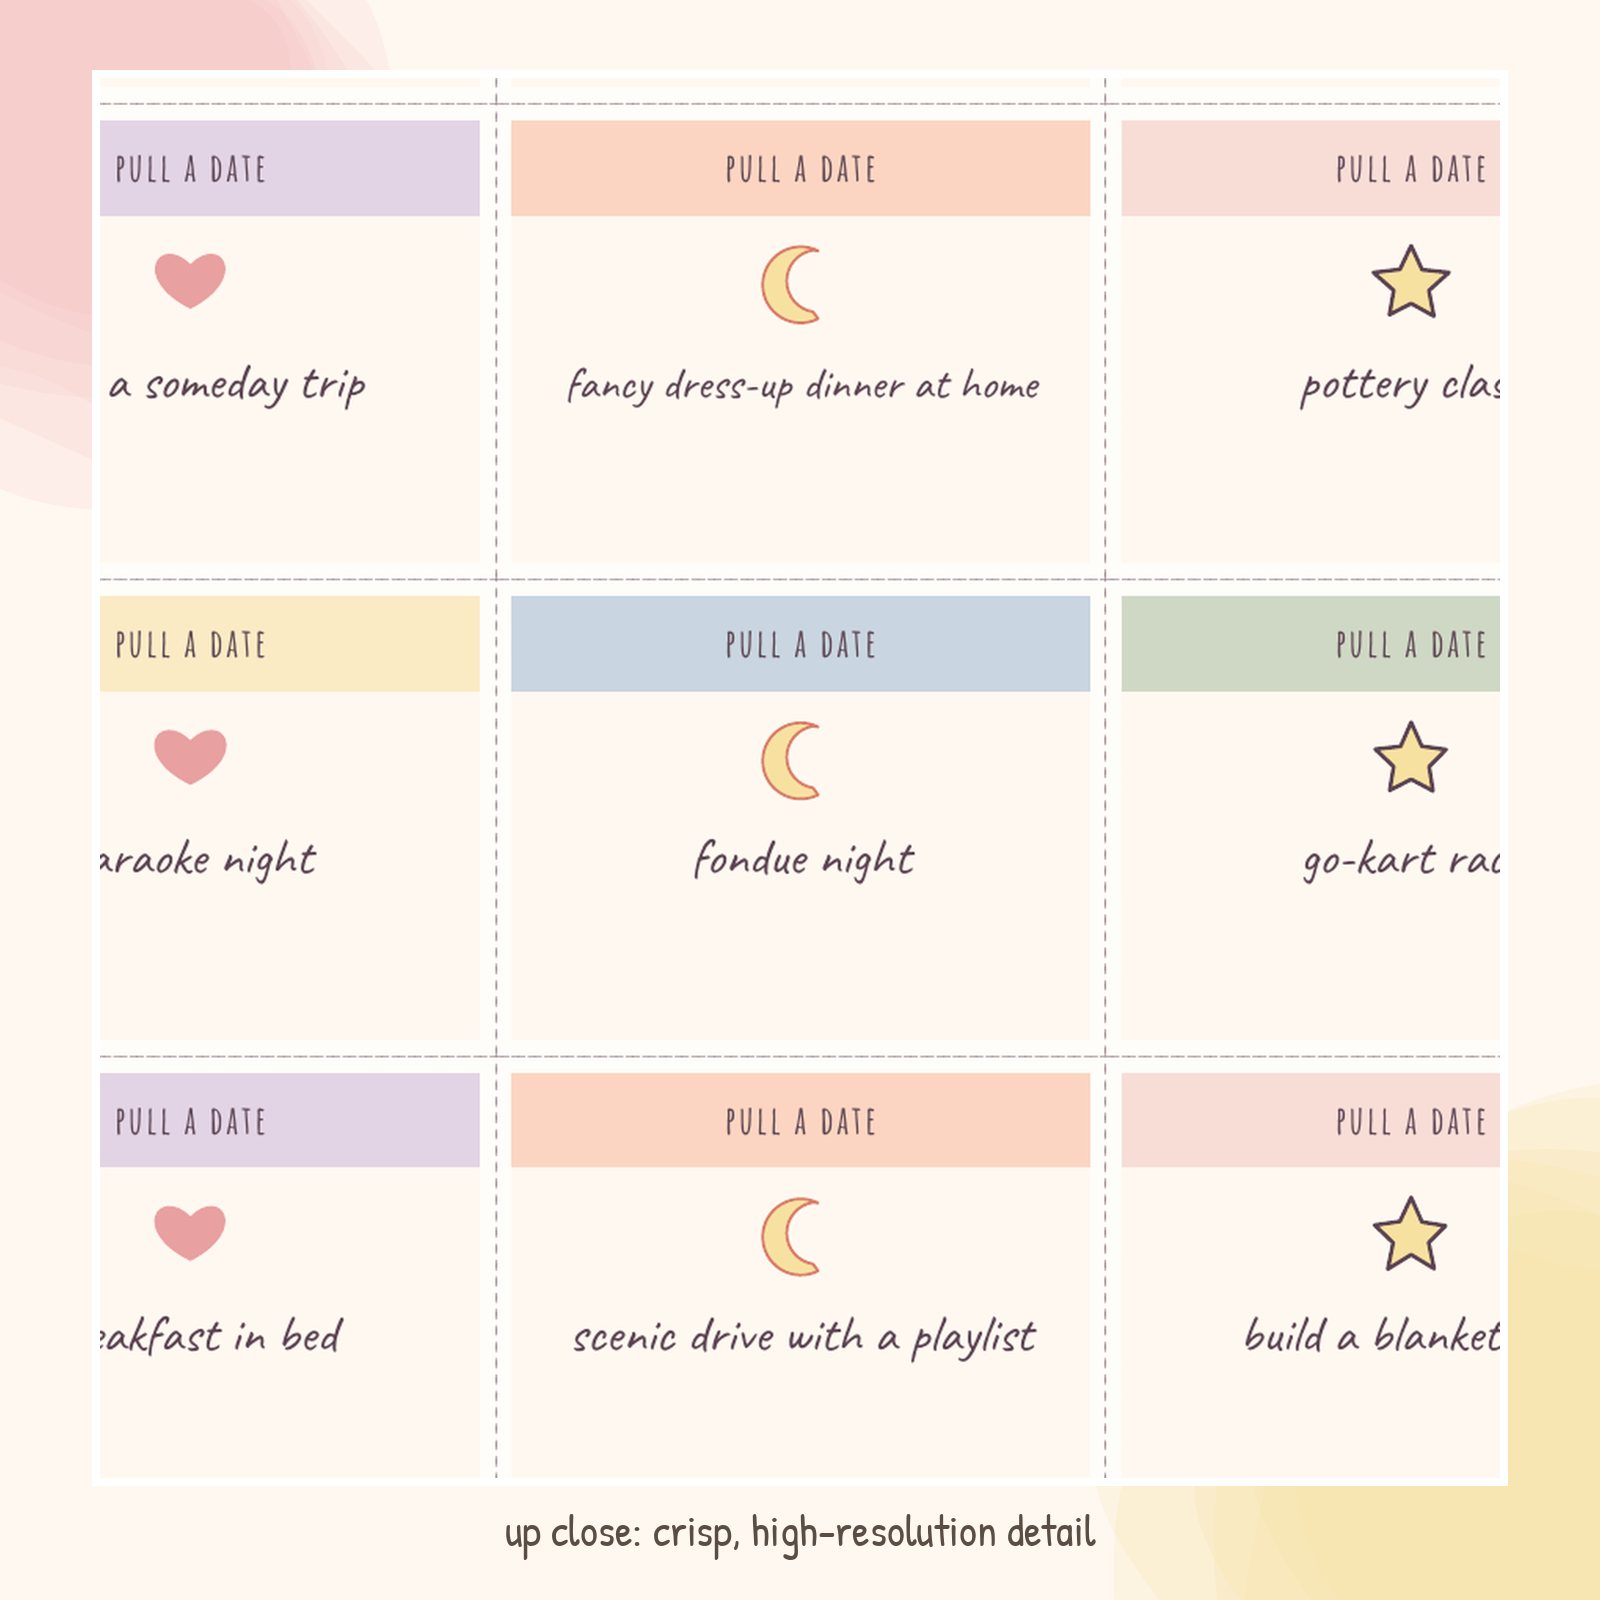 PULL A DATE
PULL A DATE
PULL A DATE
a someday trip
fancy dress-up dinner at home
pottery clas
PULL A DATE
PULL A DATE
PULL A DATE
araoke night
fondue night
go-kart rac
PULL A DATE
PULL A DATE
PULL A DATE
eakfast in bed
scenic drive with a playlist
build a blanket
up close: crisp, high-resolution detail